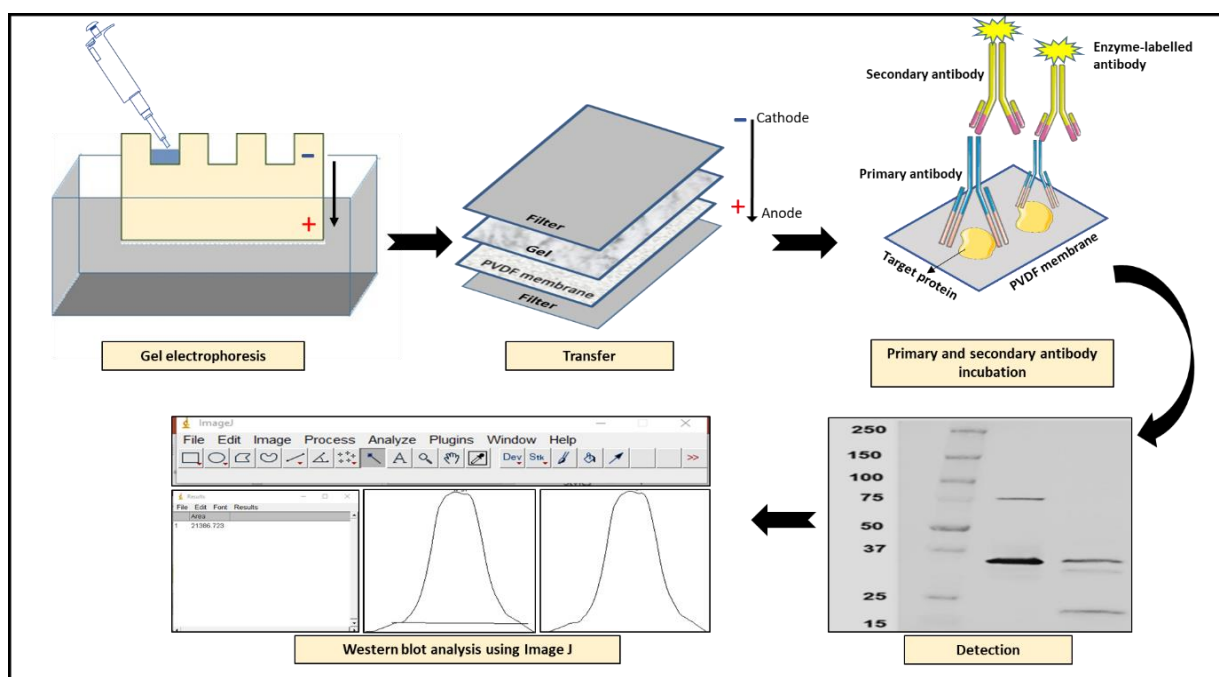 Secondary antibody
Enzyme-labelled
antibody
Cathode
Primary antibody
Anode
Filter
Gel
PVDF membrane
Filter
Target protein
PVDF membrane
Gel electrophoresis
Transfer
Primary and secondary antibody
incubation
ImageJ
File Edit Image Process Analyze Plugins Window Help
Dev Stk >>
Results
File Edit Font Results
Area
1 21386.723
250
150
100
75
50
37
25
15
Western blot analysis using Image J
Detection